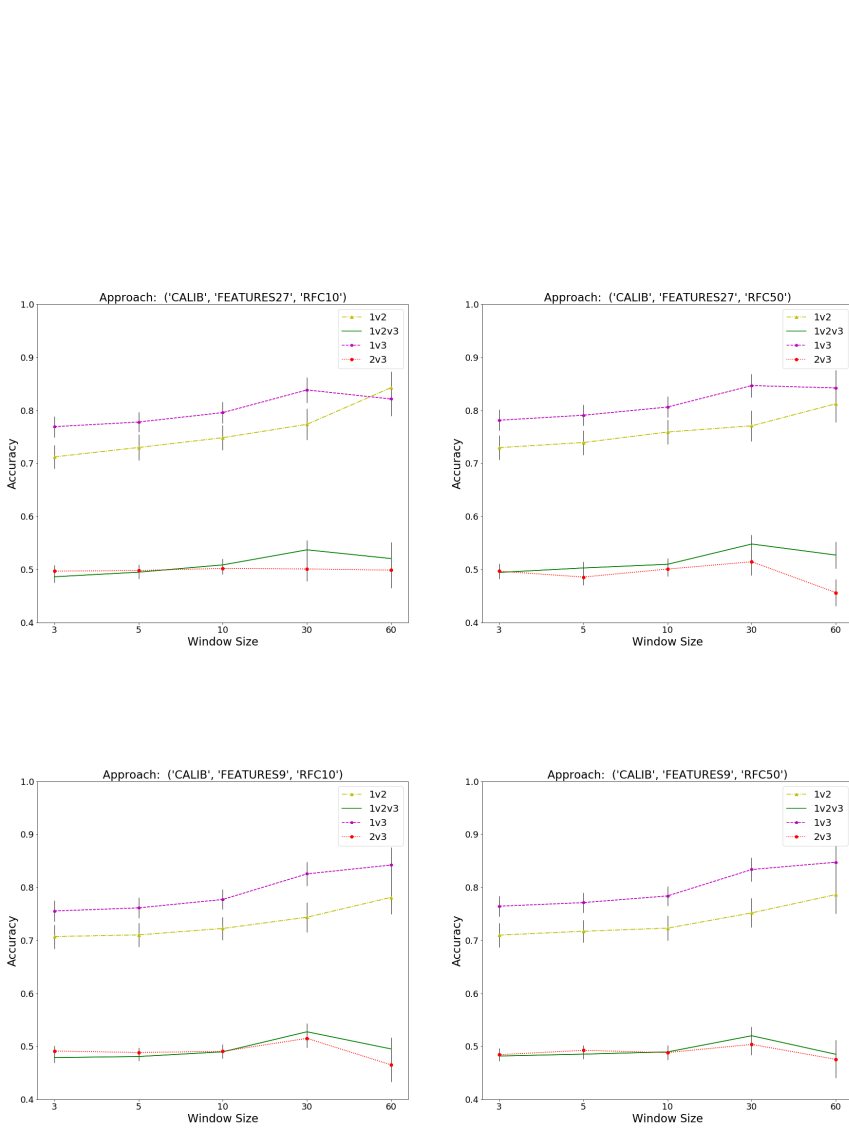 Approach:  ('CALIB', 'FEATURES27', 'RFC10')
1.0
0.9
0.8
0.7
0.6
0.5
0.4
Accuracy
1v2
1v2v3
1v3
2v3
3 5 10 30 60
Window Size
Approach:  ('CALIB', 'FEATURES27', 'RFC50')
1.0
0.9
0.8
0.7
0.6
0.5
0.4
Accuracy
1v2
1v2v3
1v3
2v3
3 5 10 30 60
Window Size
Approach:  ('CALIB', 'FEATURES9', 'RFC10')
1.0
0.9
0.8
0.7
0.6
0.5
0.4
Accuracy
1v2
1v2v3
1v3
2v3
3 5 10 30 60
Window Size
Approach:  ('CALIB', 'FEATURES9', 'RFC50')
1.0
0.9
0.8
0.7
0.6
0.5
0.4
Accuracy
1v2
1v2v3
1v3
2v3
3 5 10 30 60
Window Size